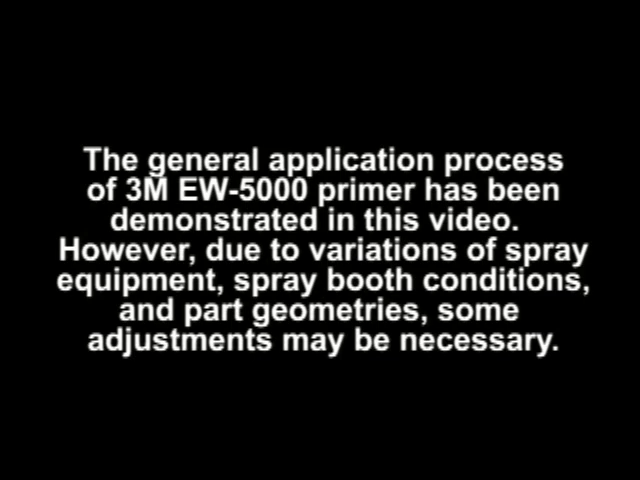 The general application process
of 3M EW-5000 primer has been
demonstrated in this video.
However, due to variations of spray
equipment, spray booth conditions,
and part geometries, some
adjustments may be necessary.